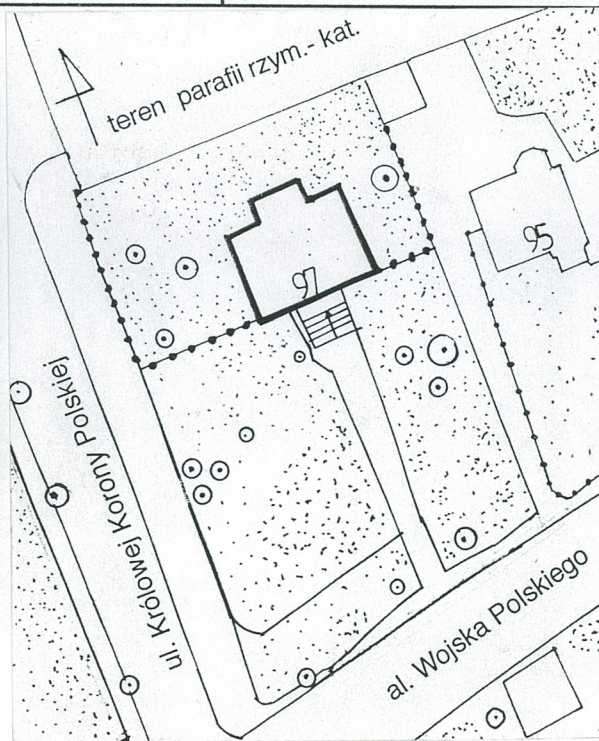 teren parafii rzym.- kat.
95
97
ul Królowej Korony Polskiej
al. Wojska Polskiego